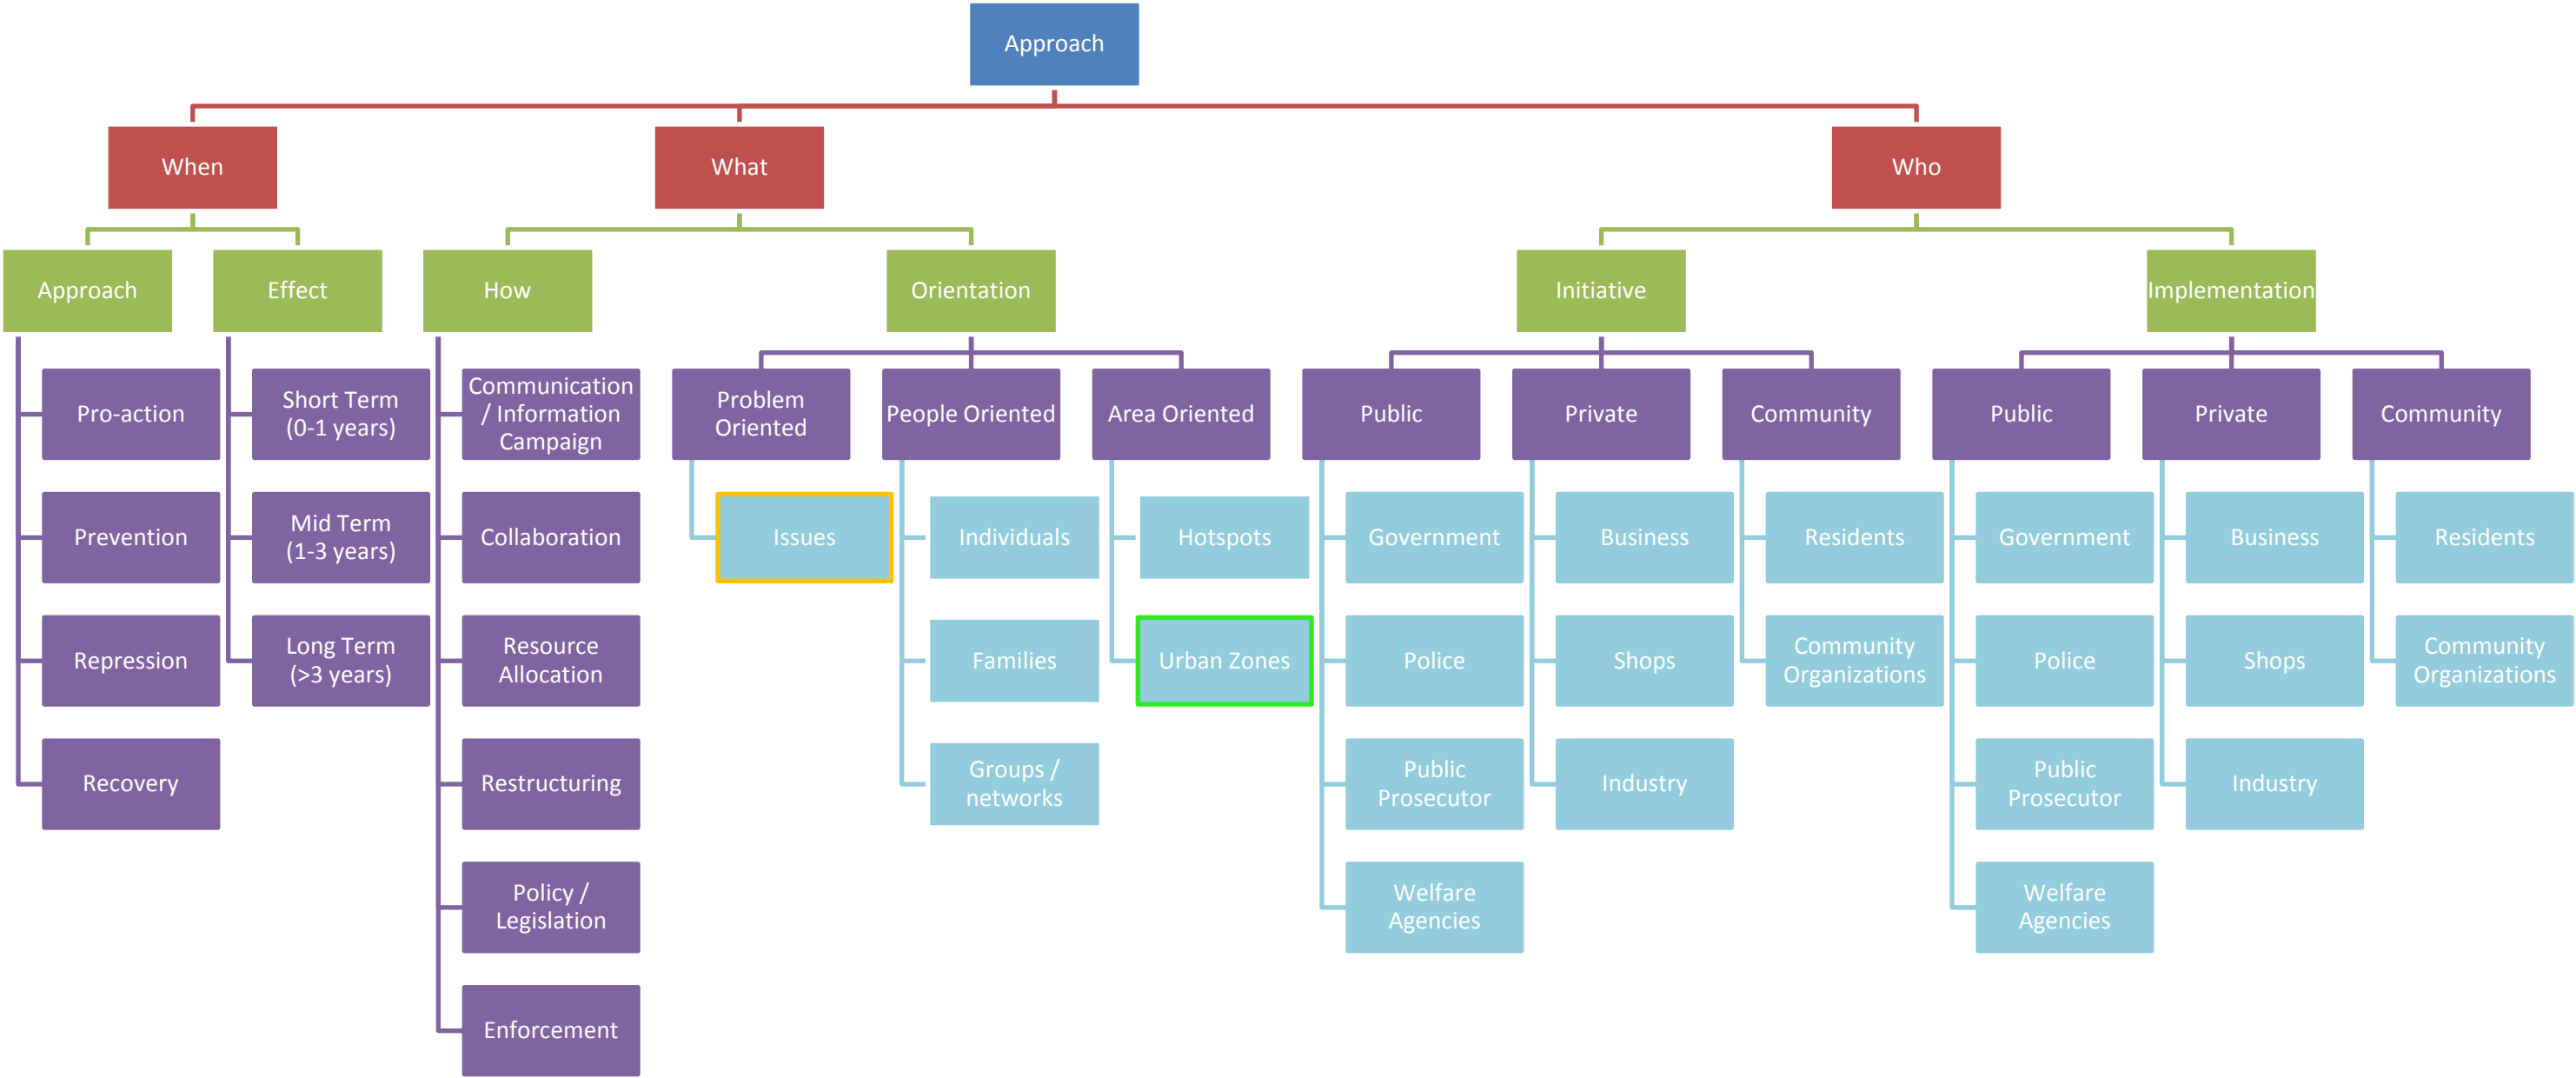 Approach
When
What
Who
Approach
Effect
How
Orientation
Initiative
Implementation
Pro-action
Prevention
Repression
Recovery
Short Term
(0-1 years)
Mid Term
(1-3 years)
Long Term
(>3 years)
Communication
/ Information
Campaign
Collaboration
Resource
Allocation
Restructuring
Policy /
Legislation
Enforcement
Problem
Oriented
Issues
People Oriented
Individuals
Families
Groups /
networks
Area Oriented
Hotspots
Urban Zones
Public
Government
Police
Public
Prosecutor
Welfare
Agencies
Private
Business
Shops
Industry
Community
Residents
Community
Organizations
Public
Government
Police
Public
Prosecutor
Welfare
Agencies
Private
Business
Shops
Industry
Community
Residents
Community
Organizations